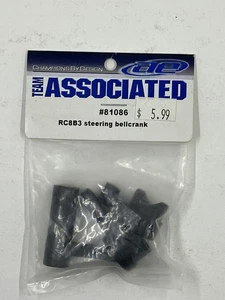 CHAMPIONS BY DESIGN
TEAM ASSOCIATED
#81086
$ 5.99
RC8B3 steering bellcrank